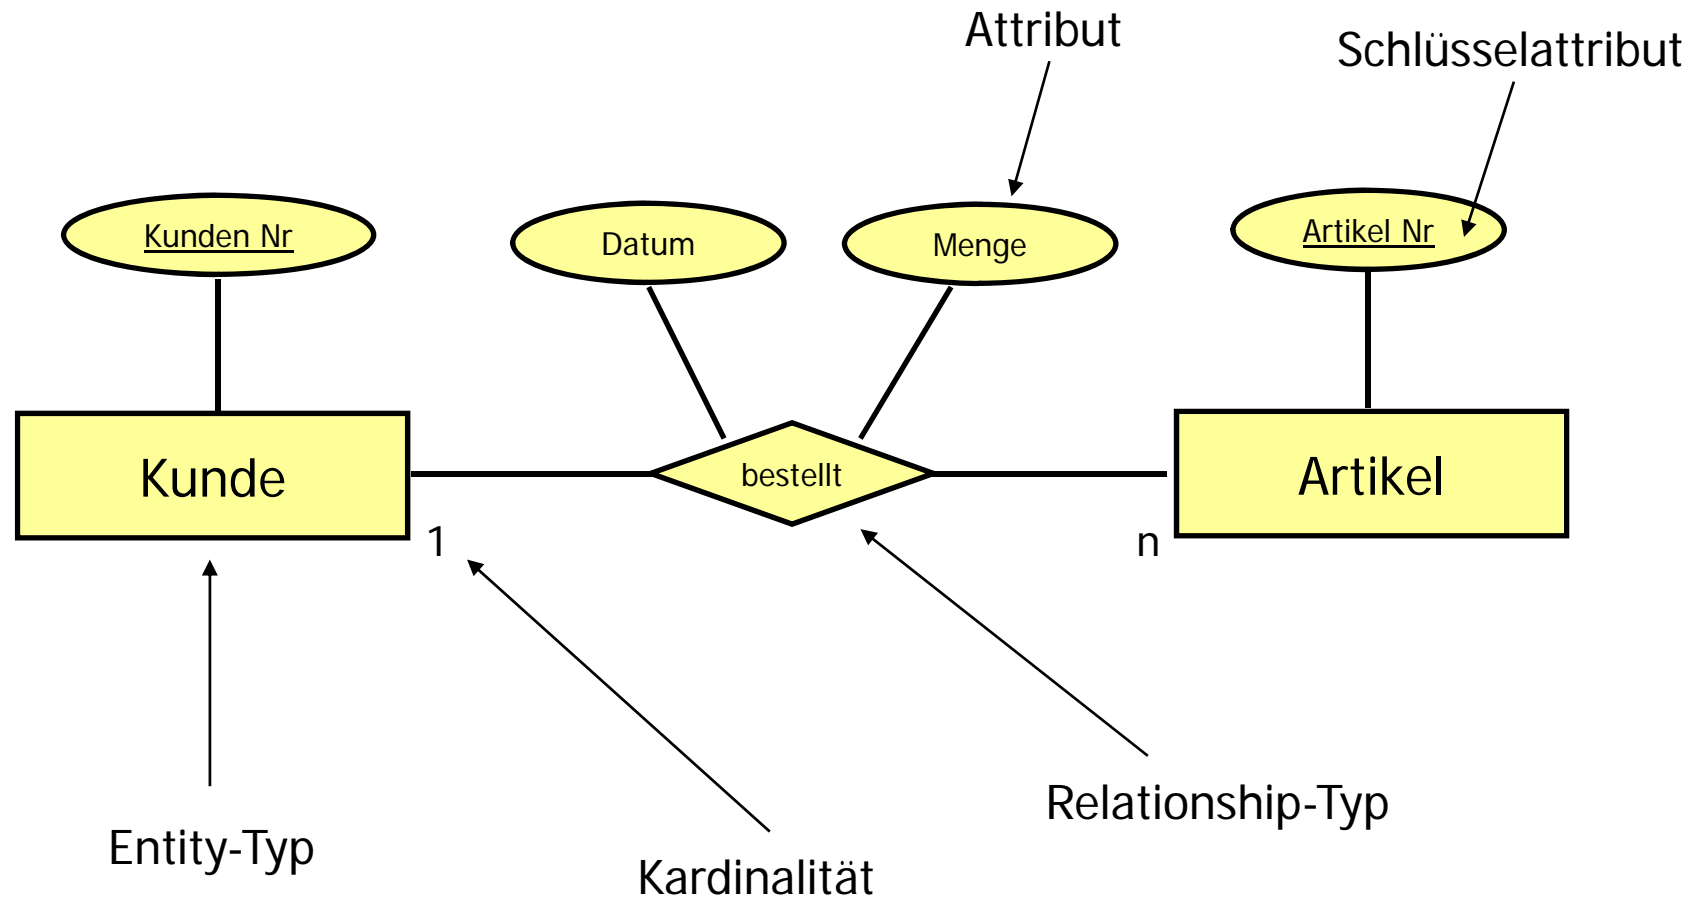 Attribut
Schlüsselattribut
Kunden Nr
Datum
Menge
Artikel Nr
Kunde
bestellt
Artikel
1
n
Relationship-Typ
Entity-Typ
Kardinalität